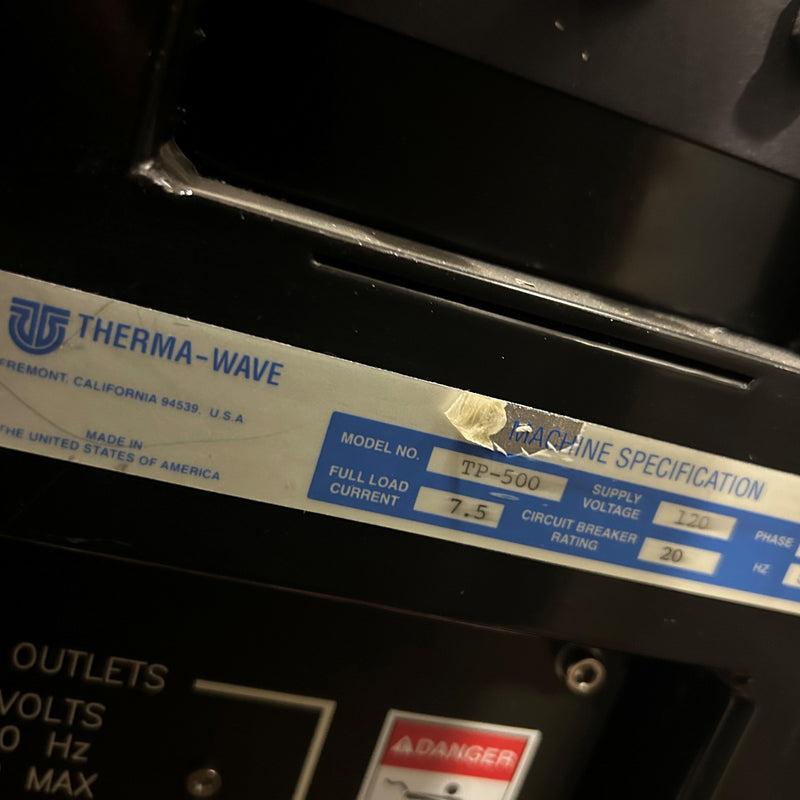 THERMA-WAVE
FREMONT, CALIFORNIA 94539, U.S.A
MADE IN
THE UNITED STATES OF AMERICA
MACHINE SPECIFICATION
MODEL NO. TP-500
SUPPLY VOLTAGE 120
PHASE
FULL LOAD CURRENT 7.5
CIRCUIT BREAKER RATING 20
HZ
OUTLETS
VOLTS
0 Hz
MAX
DANGER